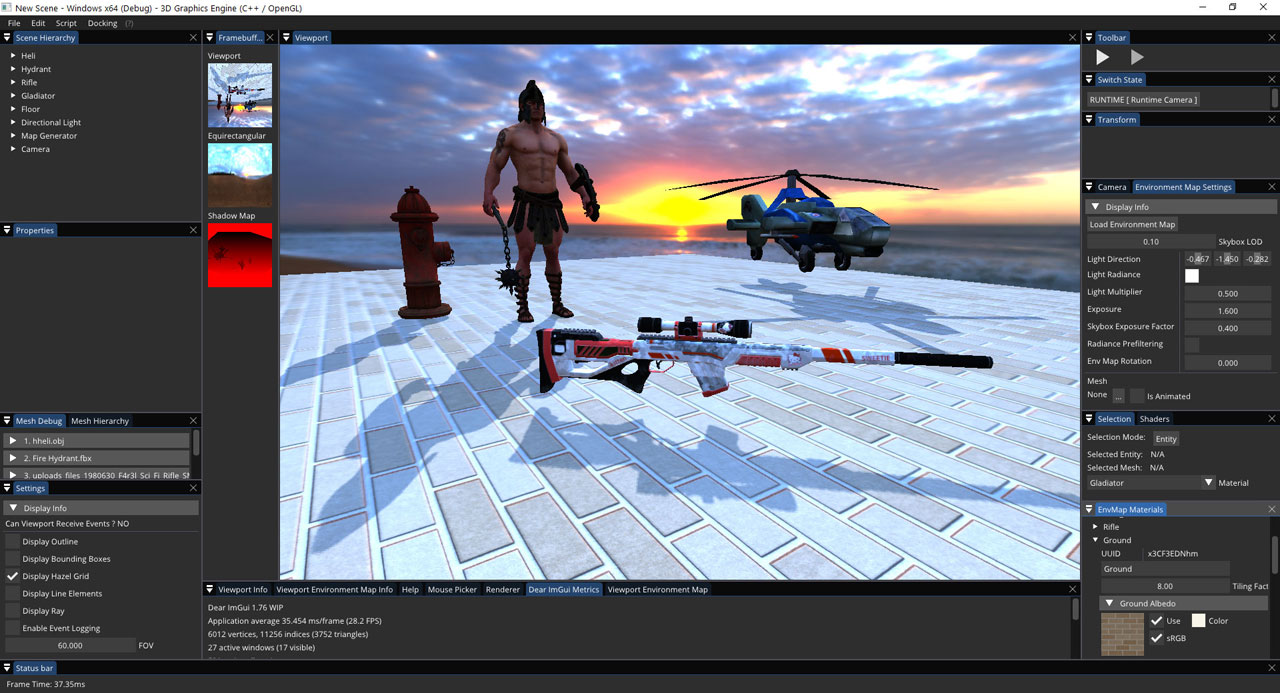 New Scene - Windows x64 (Debug) - 3D Graphics Engine (C++ / OpenGL)
File Edit Script Docking (?)
Scene Hierarchy
Heli
Hydrant
Rifle
Gladiator
Floor
Directional Light
Map Generator
Camera
Properties
Mesh Debug Mesh Hierarchy
1. hheli.obj
2. Fire Hydrant.fbx
3. uploads_files_1980630_F4r3l_Sci_Fi_Rifle
Settings
Display Info
Can Viewport Receive Events ? NO
Display Outline
Display Bounding Boxes
Display Hazel Grid
Display Line Elements
Display Ray
Enable Event Logging
60.000 FOV
Framebuff...
Viewport
Equirectangular
Shadow Map
Viewport
Viewport Info Viewport Environment Map Info Help Mouse Picker Renderer Dear ImGui Metrics Viewport Environment Map
Dear ImGui 1.76 WIP
Application average 35.454 ms/frame (28.2 FPS)
6012 vertices, 11256 indices (3752 triangles)
27 active windows (17 visible)
Toolbar
Switch State
RUNTIME [ Runtime Camera ]
Transform
Camera Environment Map Settings
Display Info
Load Environment Map
0.10 Skybox LOD
Light Direction -0.467 -1.450 -0.282
Light Radiance
Light Multiplier 0.500
Exposure 1.600
Skybox Exposure Factor 0.400
Radiance Prefiltering
Env Map Rotation 0.000
Mesh
None ... Is Animated
Selection Shaders
Selection Mode: Entity
Selected Entity: N/A
Selected Mesh: N/A
Gladiator Material
EnvMap Materials
Rifle
Ground
UUID x3CF3EDNhm
Ground
8.00 Tiling Fact
Ground Albedo
Use Color
sRGB
Status bar
Frame Time: 37.35ms